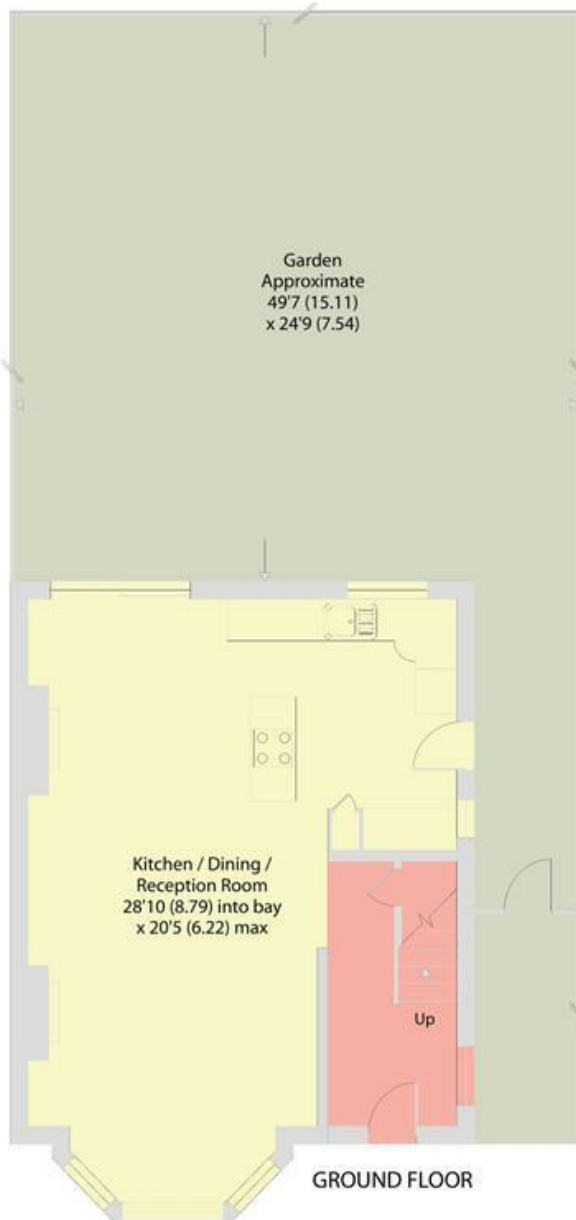 Garden
Approximate
49'7 (15.11)
x 24'9 (7.54)
Kitchen / Dining /
Reception Room
28'10 (8.79) into bay
x 20'5 (6.22) max
Up
GROUND FLOOR